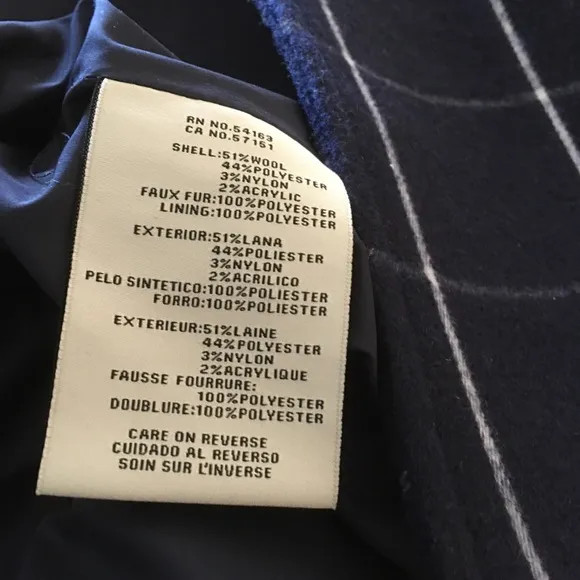 RN NO.54163
CA NO.57151
SHELL:51%WOOL
44%POLYESTER
3%NYLON
2%ACRYLIC
FAUX FUR:100%POLYESTER
LINING:100%POLYESTER
EXTERIOR:51%LANA
44%POLIESTER
3%NYLON
2%ACRILICO
PELO SINTETICO:100%POLIESTER
FORRO:100%POLIESTER
EXTERIEUR:51%LAINE
44%POLYESTER
3%NYLON
2%ACRYLIQUE
FAUSSE FOURRURE:
100%POLYESTER
DOUBLURE:100%POLYESTER
CARE ON REVERSE
CUIDADO AL REVERSO
SOIN SUR L'INVERSE